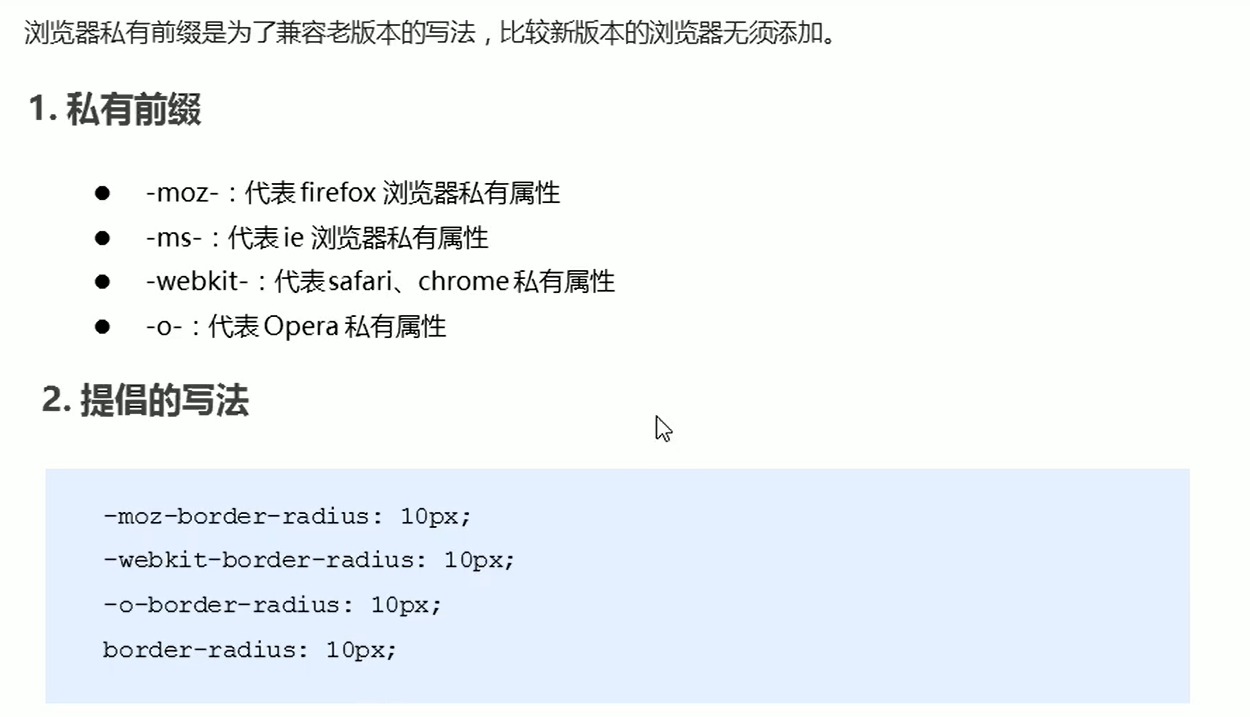 浏览器私有前缀是为了兼容老版本的写法，比较新版本的浏览器无须添加。
1. 私有前缀
● -moz-：代表 firefox 浏览器私有属性
● -ms-：代表 ie 浏览器私有属性
● -webkit-：代表 safari、chrome 私有属性
● -o-：代表 Opera 私有属性
2. 提倡的写法
-moz-border-radius: 10px;
-webkit-border-radius: 10px;
-o-border-radius: 10px;
border-radius: 10px;